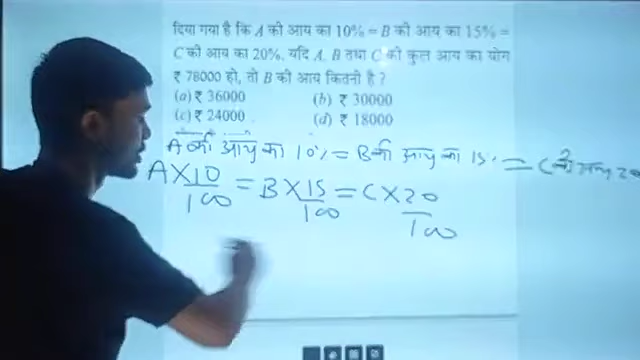 दिया गया है कि A की आय का 10% = B की आय का 15% =
C की आय का 20%, यदि A, B तथा C की कुल आय का योग
₹ 78000 हो, तो B की आय कितनी है ?
(a) ₹ 36000 (b) ₹ 30000
(c) ₹ 24000 (d) ₹ 18000
A की आय का 10% = B की आय का 15% = C की 20
A×10/100 = B×15/100 = C×20/100